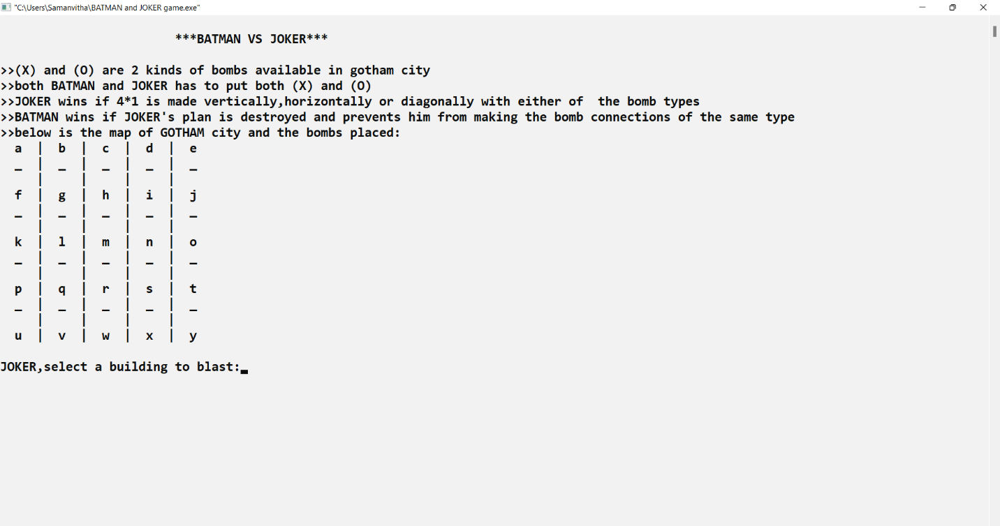 "C:\Users\Samanvitha\BATMAN and JOKER game.exe"
***BATMAN VS JOKER***
>>(X) and (O) are 2 kinds of bombs available in gotham city
>>both BATMAN and JOKER has to put both (X) and (O)
>>JOKER wins if 4*1 is made vertically,horizontally or diagonally with either of  the bomb types
>>BATMAN wins if JOKER's plan is destroyed and prevents him from making the bomb connections of the same type
>>below is the map of GOTHAM city and the bombs placed:
  a  |  b  |  c  |  d  |  e
  _  |  _  |  _  |  _  |  _
     |     |     |     |
  f  |  g  |  h  |  i  |  j
  _  |  _  |  _  |  _  |  _
     |     |     |     |
  k  |  l  |  m  |  n  |  o
  _  |  _  |  _  |  _  |  _
     |     |     |     |
  p  |  q  |  r  |  s  |  t
  _  |  _  |  _  |  _  |  _
     |     |     |     |
  u  |  v  |  w  |  x  |  y
JOKER,select a building to blast:_